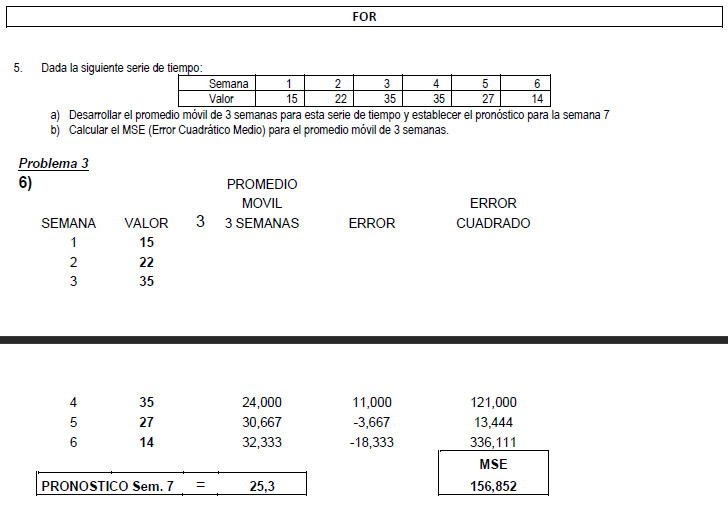 FOR
5. Dada la siguiente serie de tiempo:
Semana 1 2 3 4 5 6
Valor 15 22 35 35 27 14
a) Desarrollar el promedio móvil de 3 semanas para esta serie de tiempo y establecer el pronóstico para la semana 7
b) Calcular el MSE (Error Cuadrático Medio) para el promedio móvil de 3 semanas.
Problema 3
6) PROMEDIO
MOVIL ERROR
SEMANA VALOR 3 3 SEMANAS ERROR CUADRADO
1 15
2 22
3 35
4 35 24,000 11,000 121,000
5 27 30,667 -3,667 13,444
6 14 32,333 -18,333 336,111
MSE
PRONOSTICO Sem. 7 = 25,3 156,852